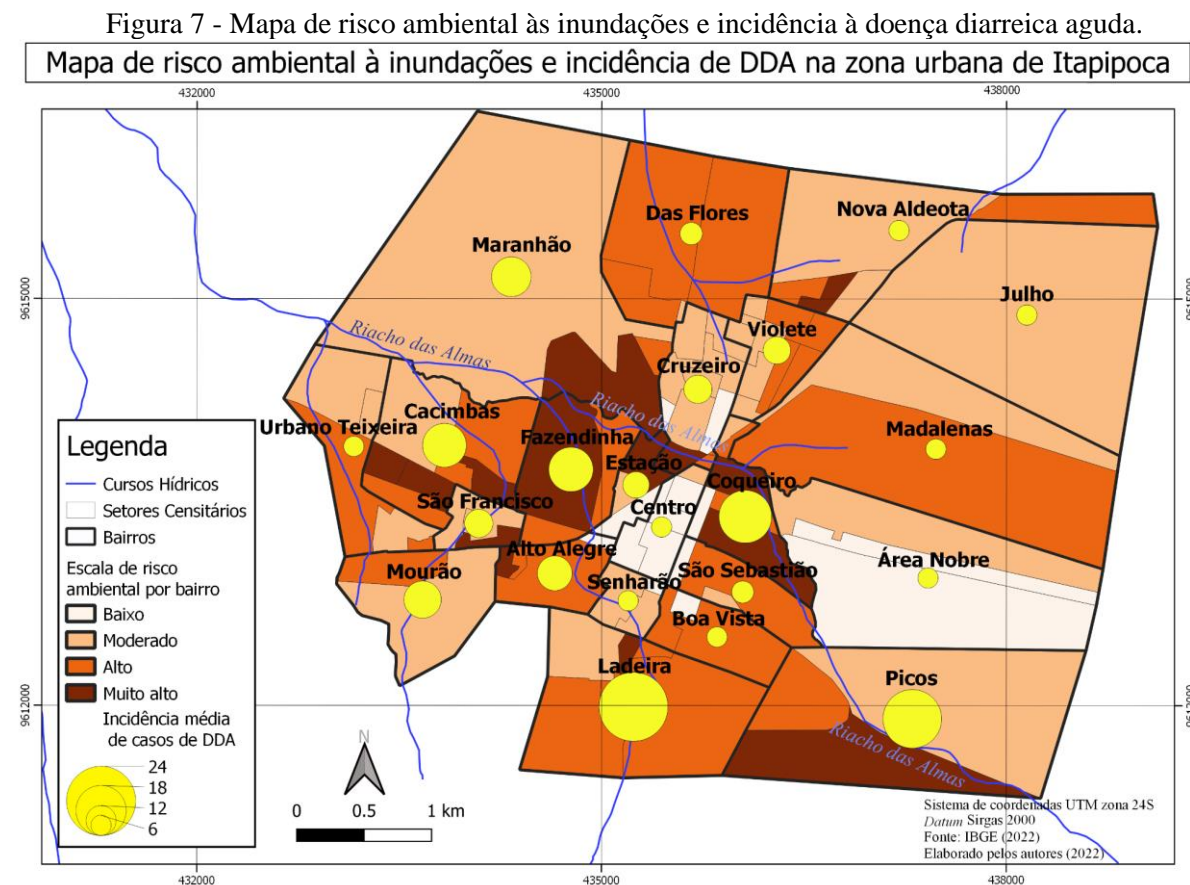 Figura 7 - Mapa de risco ambiental às inundações e incidência à doença diarreica aguda.
Mapa de risco ambiental à inundações e incidência de DDA na zona urbana de Itapipoca
432000
435000
438000
9615000
9615000
Das Flores
Nova Aldeota
Maranhão
Julho
Riacho das Almas
Violete
Cruzeiro
Riacho das Almas
Cacimbas
Urbano Teixeira
Fazendinha
Madalenas
Estação
Coqueiro
São Francisco
Centro
Alto Alegre
Área Nobre
Mourão
São Sebastião
Senharão
Boa Vista
Ladeira
Picos
Riacho das Almas
Legenda
Cursos Hídricos
Setores Censitários
Bairros
Escala de risco
ambiental por bairro
Baixo
Moderado
Alto
Muito alto
Incidência média
de casos de DDA
24
18
12
6
N
0
0.5
1 km
9612000
9612000
Sistema de coordenadas UTM zona 24S
Datum Sirgas 2000
Fonte: IBGE (2022)
Elaborado pelos autores (2022)
432000
435000
438000